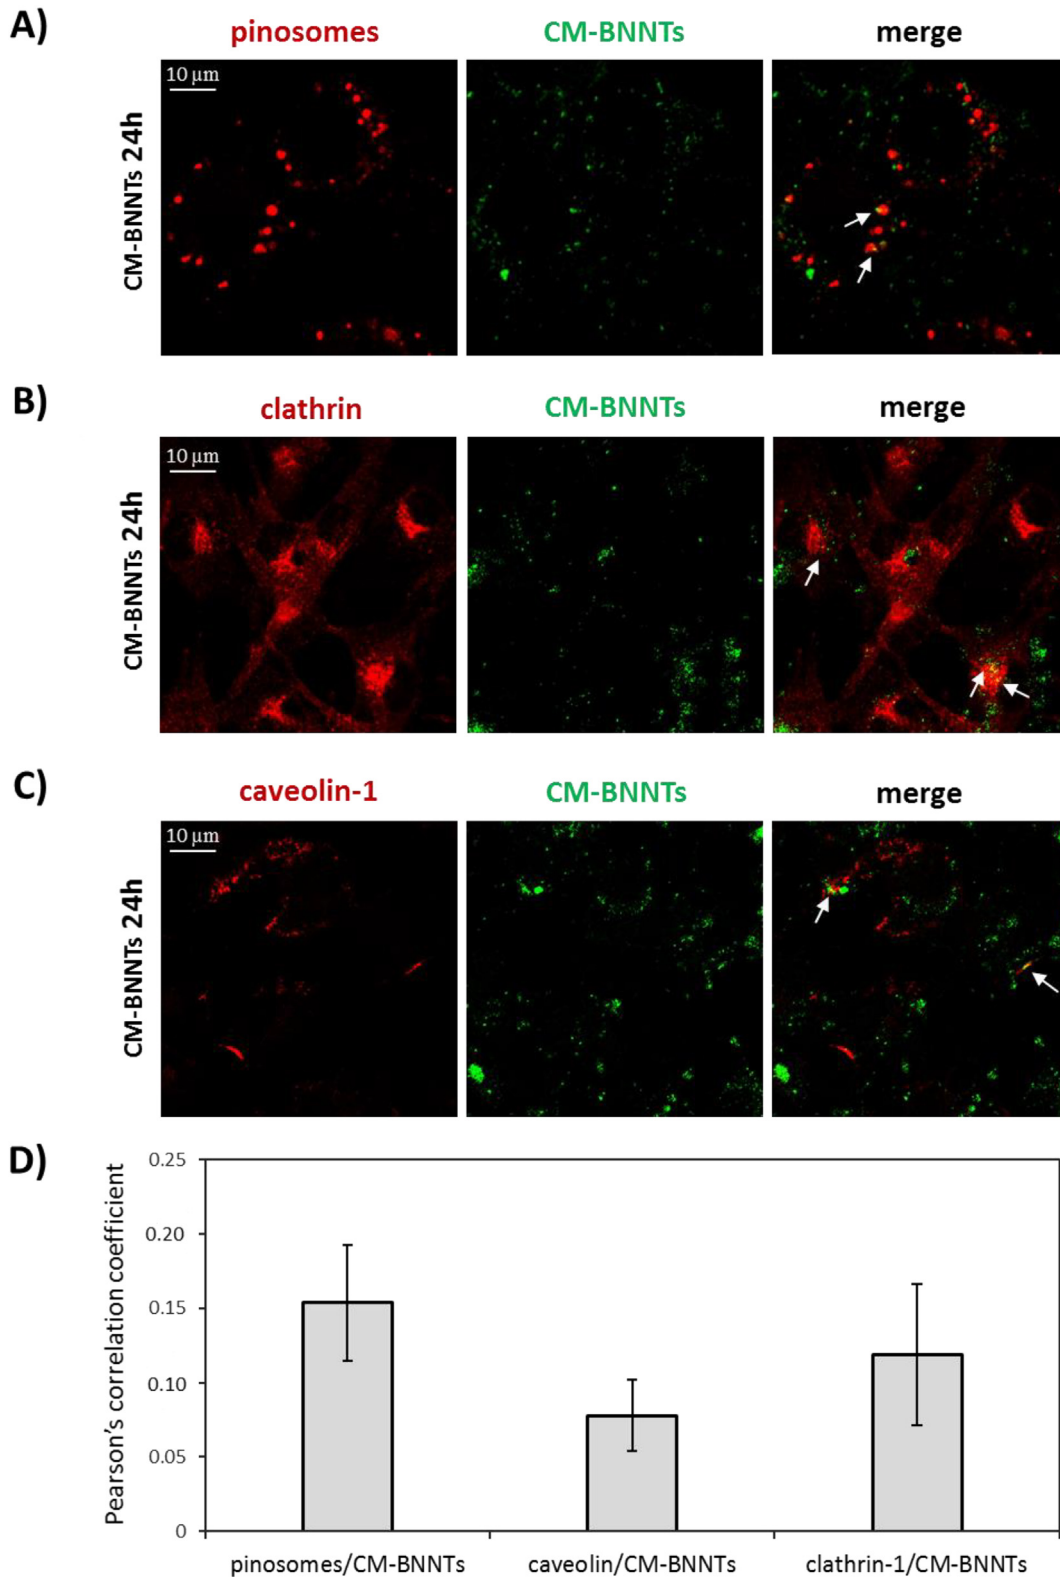 A)
pinosomes CM-BNNTs merge
10 μm
CM-BNNTs 24h
B)
clathrin CM-BNNTs merge
10 μm
CM-BNNTs 24h
C)
caveolin-1 CM-BNNTs merge
10 μm
CM-BNNTs 24h
D)
Pearson’s correlation coefficient
0.25
0.20
0.15
0.10
0.05
0
pinosomes/CM-BNNTs caveolin/CM-BNNTs clathrin-1/CM-BNNTs